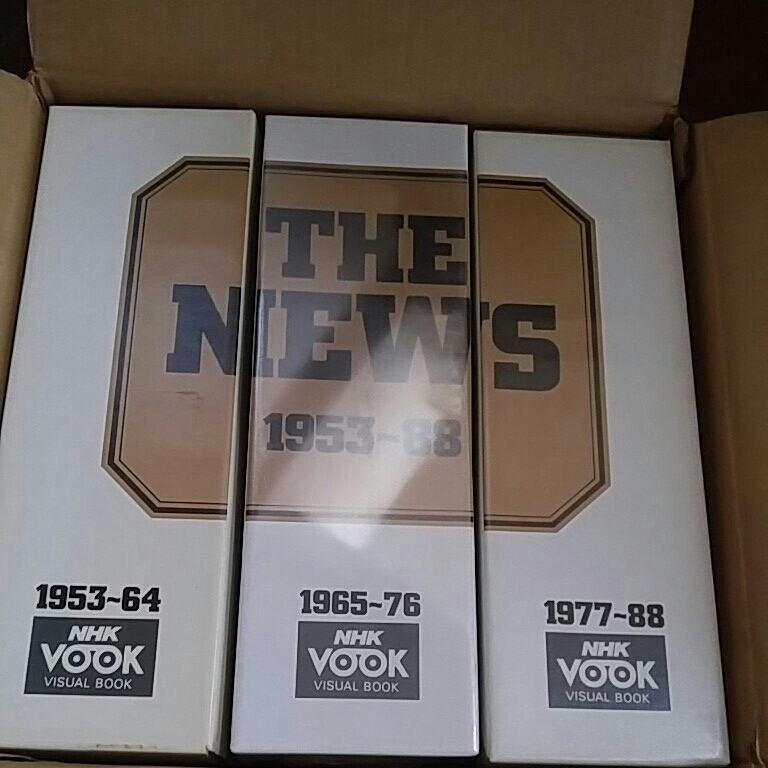 THE
NEWS
1953~88
1953~64
NHK
VOOK
VISUAL BOOK
1965~76
NHK
VOOK
VISUAL BOOK
1977~88
NHK
VOOK
VISUAL BOOK